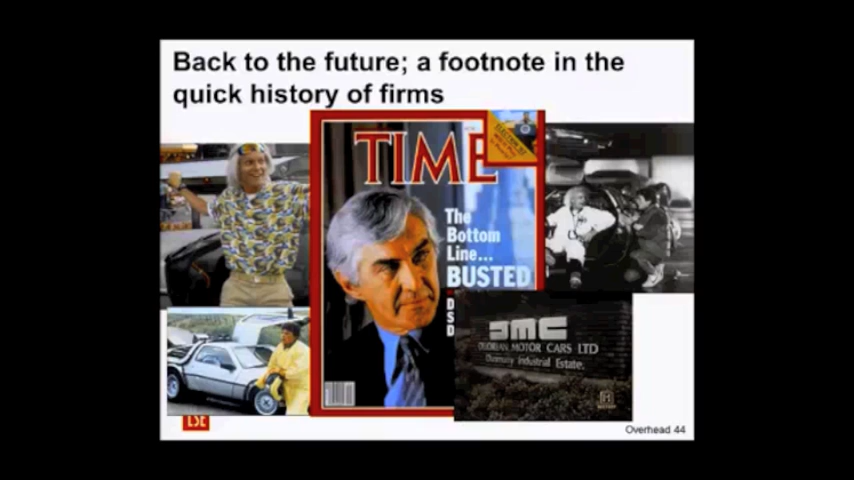 Back to the future; a footnote in the
quick history of firms
TIME
The
Bottom
Line...
BUSTED
D
S
D
DMC
DELOREAN MOTOR CARS LTD
Dunmurry Industrial Estate.
H
HISTORY
LSE
Overhead 44